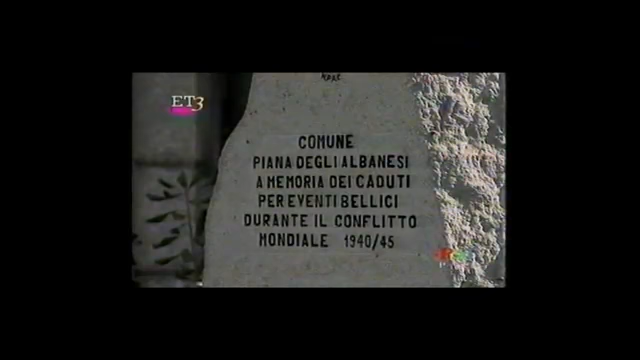 ET3
COMUNE
PIANA DEGLI ALBANESI
A MEMORIA DEI CADUTI
PER EVENTI BELLICI
DURANTE IL CONFLITTO
MONDIALE 1940/45